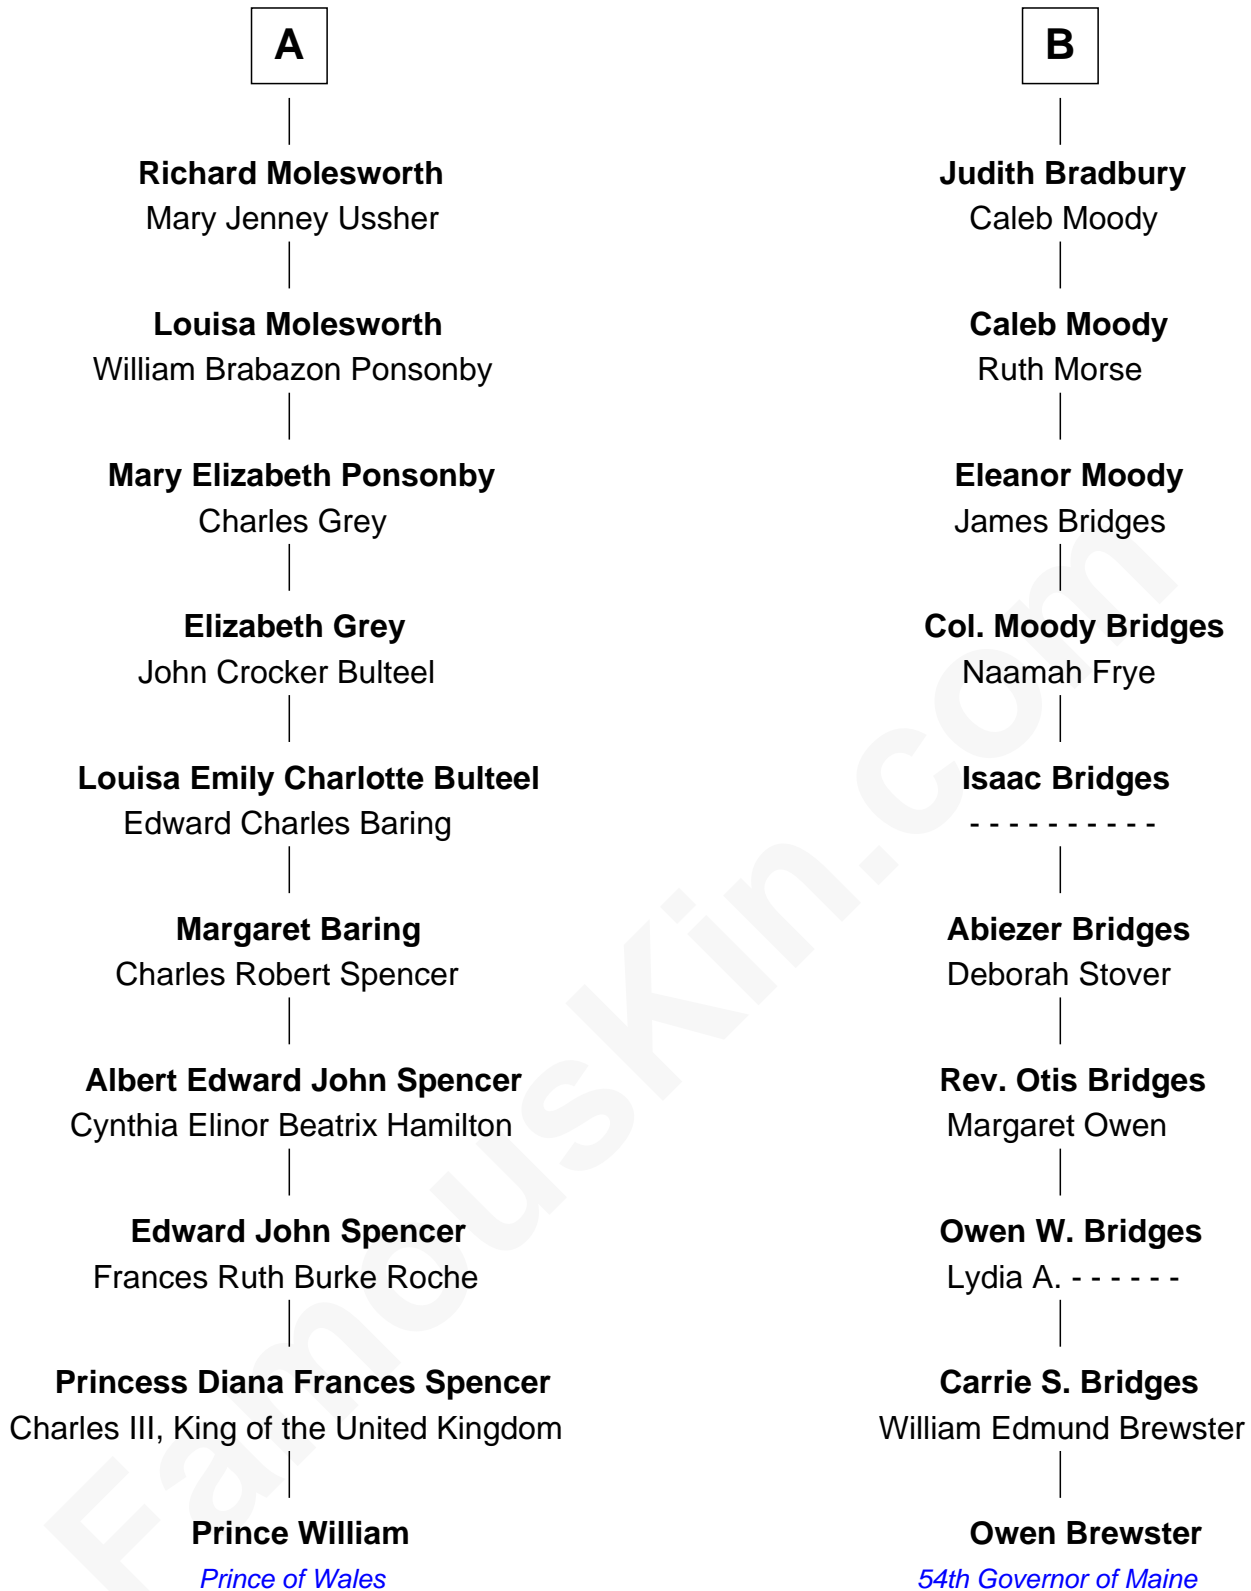 A
Richard Molesworth
Mary Jenney Ussher
Louisa Molesworth
William Brabazon Ponsonby
Mary Elizabeth Ponsonby
Charles Grey
Elizabeth Grey
John Crocker Bulteel
Louisa Emily Charlotte Bulteel
Edward Charles Baring
Margaret Baring
Charles Robert Spencer
Albert Edward John Spencer
Cynthia Elinor Beatrix Hamilton
Edward John Spencer
Frances Ruth Burke Roche
Princess Diana Frances Spencer
Charles III, King of the United Kingdom
Prince William
Prince of Wales
B
Judith Bradbury
Caleb Moody
Caleb Moody
Ruth Morse
Eleanor Moody
James Bridges
Col. Moody Bridges
Naamah Frye
Isaac Bridges
- - - - - - - - - -
Abiezer Bridges
Deborah Stover
Rev. Otis Bridges
Margaret Owen
Owen W. Bridges
Lydia A. - - - - - -
Carrie S. Bridges
William Edmund Brewster
Owen Brewster
54th Governor of Maine
FamousKin.com